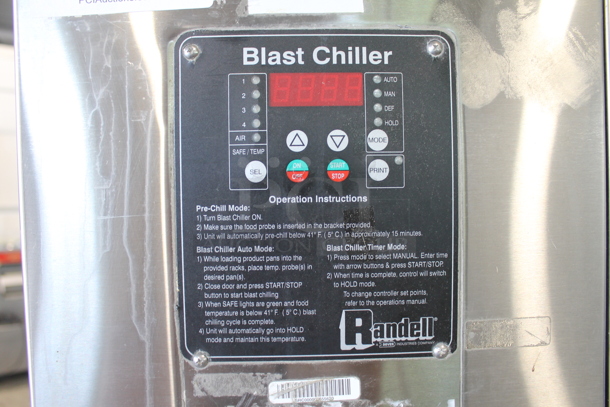 Blast Chiller
1
2
3
4
AIR
SAFE / TEMP
SEL
ON
START
STOP
AUTO
MAN
DEF
HOLD
MODE
PRINT
Operation Instructions
Pre-Chill Mode:
1) Turn Blast Chiller ON.
2) Make sure the food probe is inserted in the bracket provided.
3) Unit will automatically pre-chill below 41° F. ( 5° C.) in approximately 15 minutes.
Blast Chiller Auto Mode:
1) While loading product pans into the
provided racks, place temp. probe(s) in
desired pan(s).
2) Close door and press START/STOP
button to start blast chilling.
3) When SAFE lights are green and food
temperature is below 41° F. ( 5° C.) blast
chilling cycle is complete.
4) Unit will automatically go into HOLD
mode and maintain this temperature.
Blast Chiller Timer Mode:
1) Press mode to select MANUAL. Enter time
with arrow buttons & press START/STOP.
2) When time is complete, control will switch
to HOLD mode.
To change controller set points,
refer to the operations manual.
Randell
INDUSTRIES COMPANY